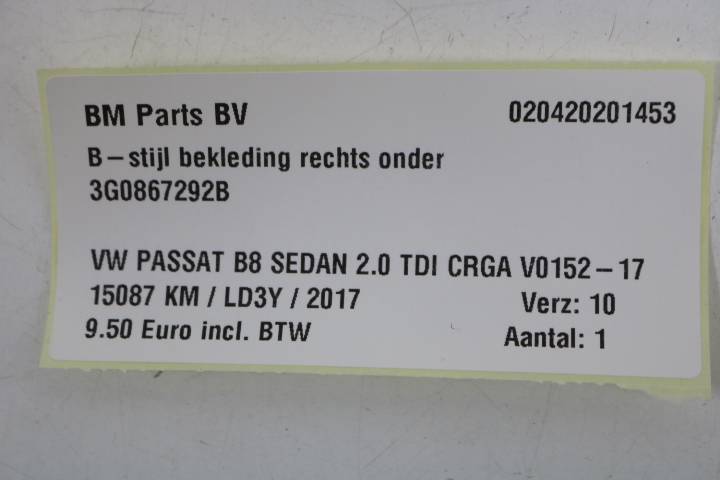 BM Parts BV 020420201453
B-stijl bekleding rechts onder
3G0867292B
VW PASSAT B8 SEDAN 2.0 TDI CRGA V0152-17
15087 KM / LD3Y / 2017 Verz: 10
9.50 Euro incl. BTW Aantal: 1